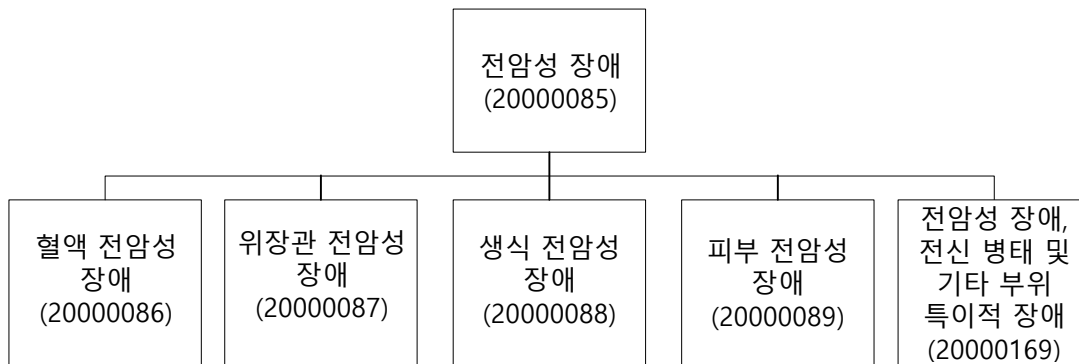 전암성 장애
(20000085)
혈액 전암성
장애
(20000086)
위장관 전암성
장애
(20000087)
생식 전암성
장애
(20000088)
피부 전암성
장애
(20000089)
전암성 장애,
전신 병태 및
기타 부위
특이적 장애
(20000169)